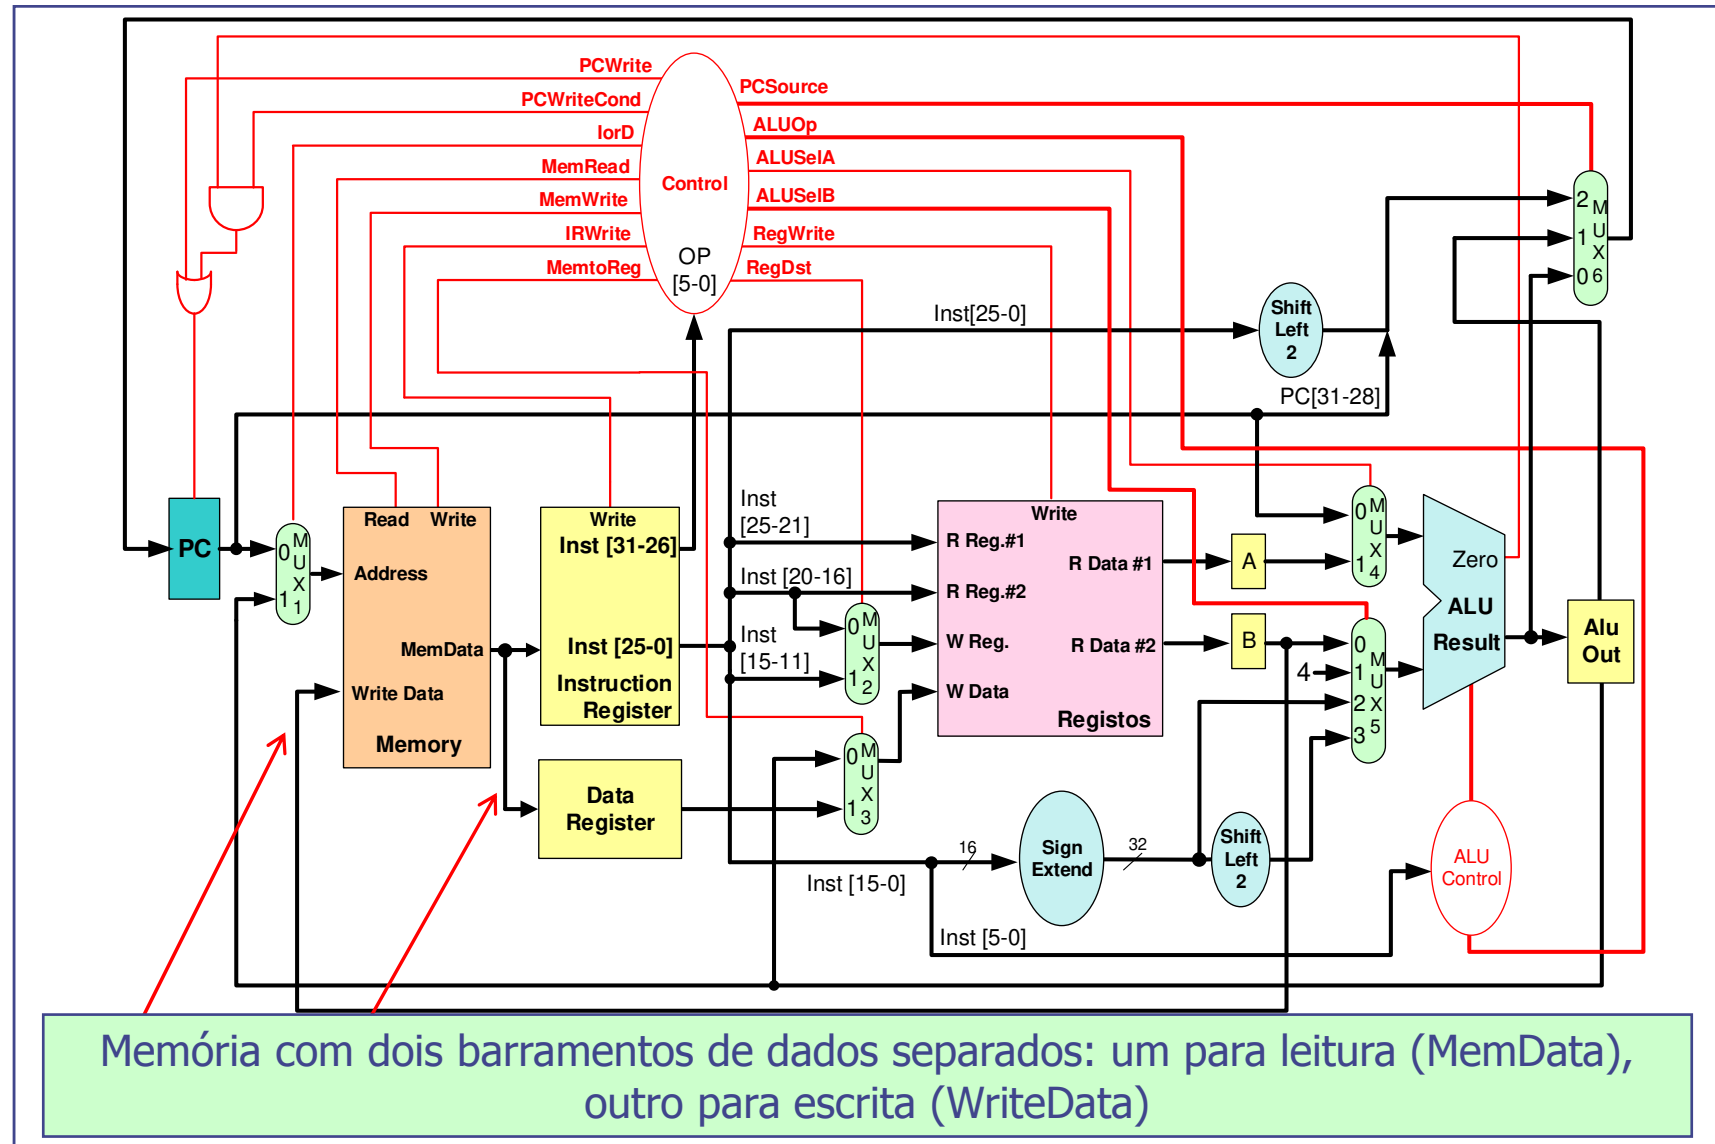 PCWrite
PCWriteCond
IorD
MemRead
MemWrite
IRWrite
MemtoReg
Control
OP
[5-0]
PCSource
ALUOp
ALUSelA
ALUSelB
RegWrite
RegDst
2
1
0
M
U
X
6
Inst[25-0]
Shift
Left
2
PC[31-28]
PC
0
1
M
U
X
1
Read Write
Address
MemData
Write Data
Memory
Write
Inst [31-26]
Inst [25-0]
Instruction
Register
Data
Register
Inst
[25-21]
Inst [20-16]
Inst
[15-11]
0
1
M
U
X
2
0
1
M
U
X
3
Write
R Reg.#1
R Data #1
R Reg.#2
W Reg.
R Data #2
W Data
Registos
A
B
4
0
1
M
U
X
4
0
1
2
3
M
U
X
5
Zero
ALU
Result
Alu
Out
Inst [15-0]
16
Sign
Extend
32
Shift
Left
2
ALU
Control
Inst [5-0]
Memória com dois barramentos de dados separados: um para leitura (MemData),
outro para escrita (WriteData)